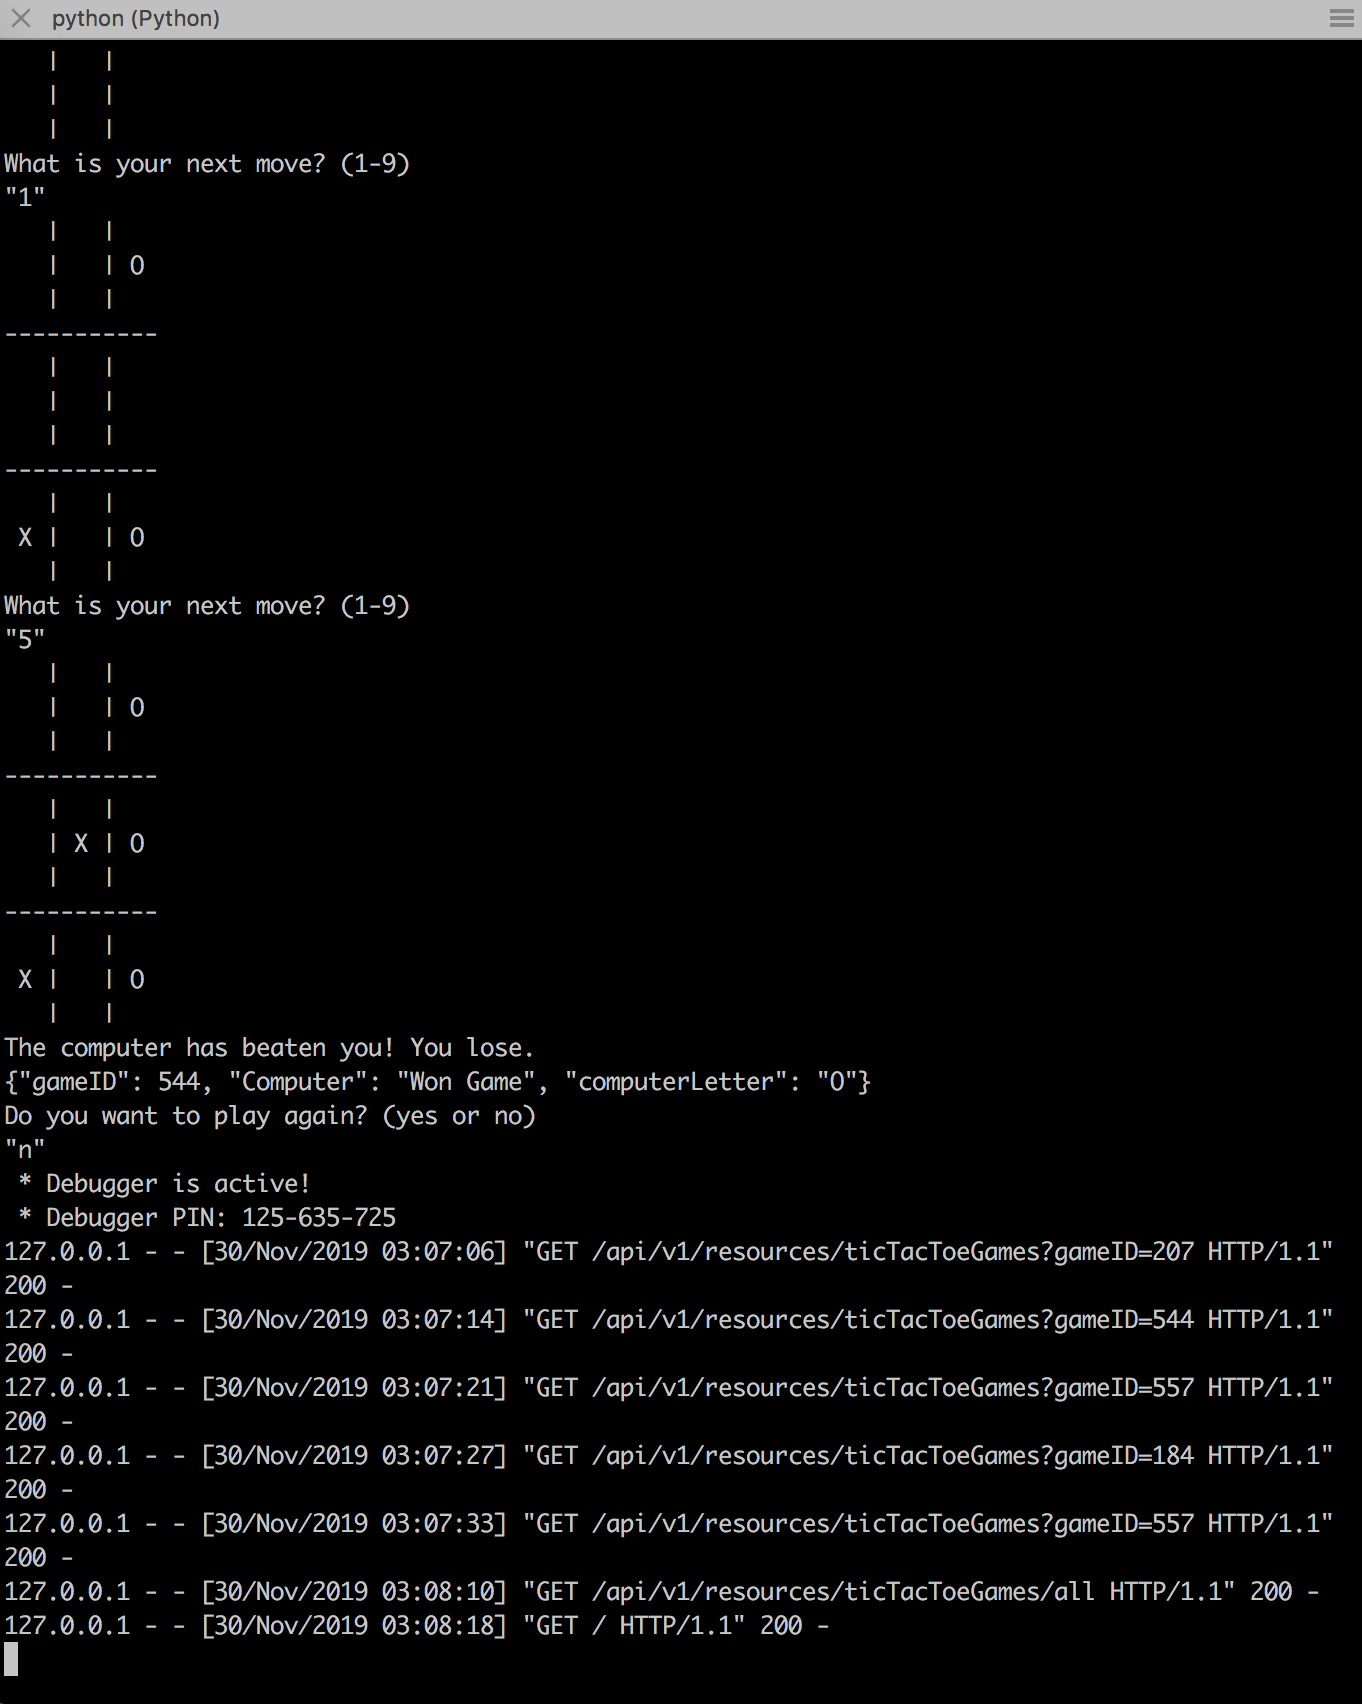 python (Python)
   |   |
   |   |
   |   |
What is your next move? (1-9)
"1"
   |   |
   |   | O
   |   |
-----------
   |   |
   |   |
   |   |
-----------
   |   |
 X |   | O
   |   |
What is your next move? (1-9)
"5"
   |   |
   |   | O
   |   |
-----------
   |   |
   | X | O
   |   |
-----------
   |   |
 X |   | O
   |   |
The computer has beaten you! You lose.
{"gameID": 544, "Computer": "Won Game", "computerLetter": "O"}
Do you want to play again? (yes or no)
"n"
 * Debugger is active!
 * Debugger PIN: 125-635-725
127.0.0.1 - - [30/Nov/2019 03:07:06] "GET /api/v1/resources/ticTacToeGames?gameID=207 HTTP/1.1"
200 -
127.0.0.1 - - [30/Nov/2019 03:07:14] "GET /api/v1/resources/ticTacToeGames?gameID=544 HTTP/1.1"
200 -
127.0.0.1 - - [30/Nov/2019 03:07:21] "GET /api/v1/resources/ticTacToeGames?gameID=557 HTTP/1.1"
200 -
127.0.0.1 - - [30/Nov/2019 03:07:27] "GET /api/v1/resources/ticTacToeGames?gameID=184 HTTP/1.1"
200 -
127.0.0.1 - - [30/Nov/2019 03:07:33] "GET /api/v1/resources/ticTacToeGames?gameID=557 HTTP/1.1"
200 -
127.0.0.1 - - [30/Nov/2019 03:08:10] "GET /api/v1/resources/ticTacToeGames/all HTTP/1.1" 200 -
127.0.0.1 - - [30/Nov/2019 03:08:18] "GET / HTTP/1.1" 200 -